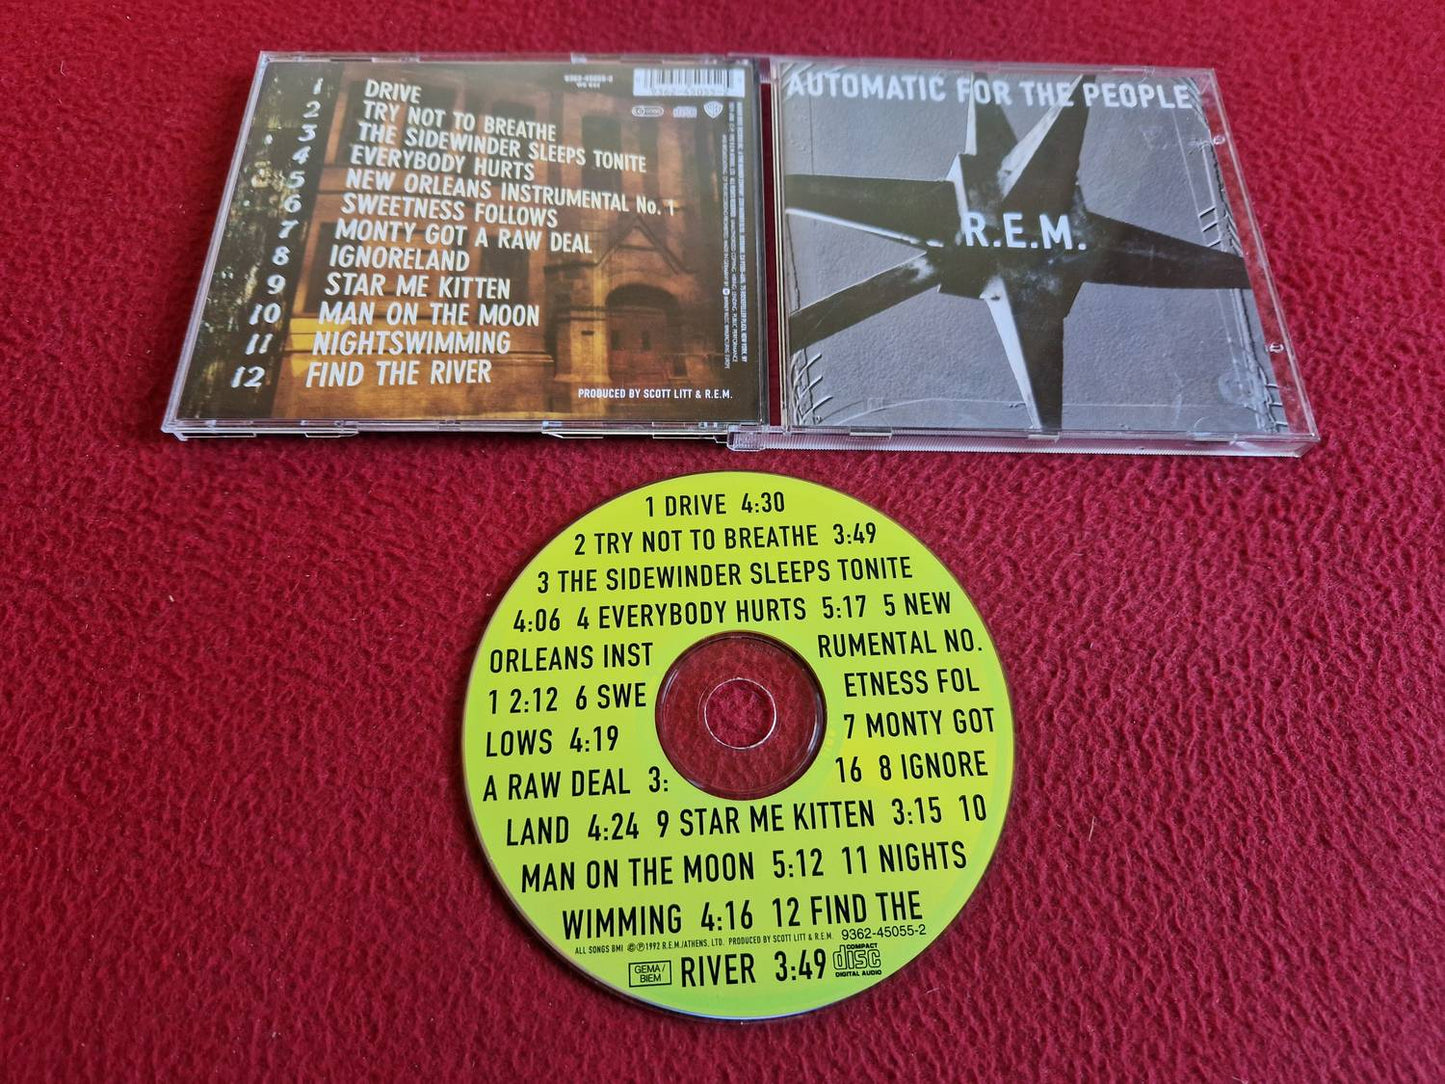 1 DRIVE
2 TRY NOT TO BREATHE
3 THE SIDEWINDER SLEEPS TONITE
4 EVERYBODY HURTS
5 NEW ORLEANS INSTRUMENTAL No. 1
6 SWEETNESS FOLLOWS
7 MONTY GOT A RAW DEAL
8 IGNORELAND
9 STAR ME KITTEN
10 MAN ON THE MOON
11 NIGHTSWIMMING
12 FIND THE RIVER
PRODUCED BY SCOTT LITT & R.E.M.
9362-45055-2
9362-45055-2
AUTOMATIC FOR THE PEOPLE
R.E.M.
1 DRIVE 4:30
2 TRY NOT TO BREATHE 3:49
3 THE SIDEWINDER SLEEPS TONITE
4:06 4 EVERYBODY HURTS 5:17 5 NEW
ORLEANS INST RUMENTAL NO.
1 2:12 6 SWE ETNESS FOL
LOWS 4:19 7 MONTY GOT
A RAW DEAL 3: 16 8 IGNORE
LAND 4:24 9 STAR ME KITTEN 3:15 10
MAN ON THE MOON 5:12 11 NIGHTS
WIMMING 4:16 12 FIND THE
ALL SONGS BMI ©℗1992 R.E.M./ATHENS, LTD. PRODUCED BY SCOTT LITT & R.E.M. 9362-45055-2
GEMA/
BIEM
RIVER 3:49
COMPACT
disc
DIGITAL AUDIO